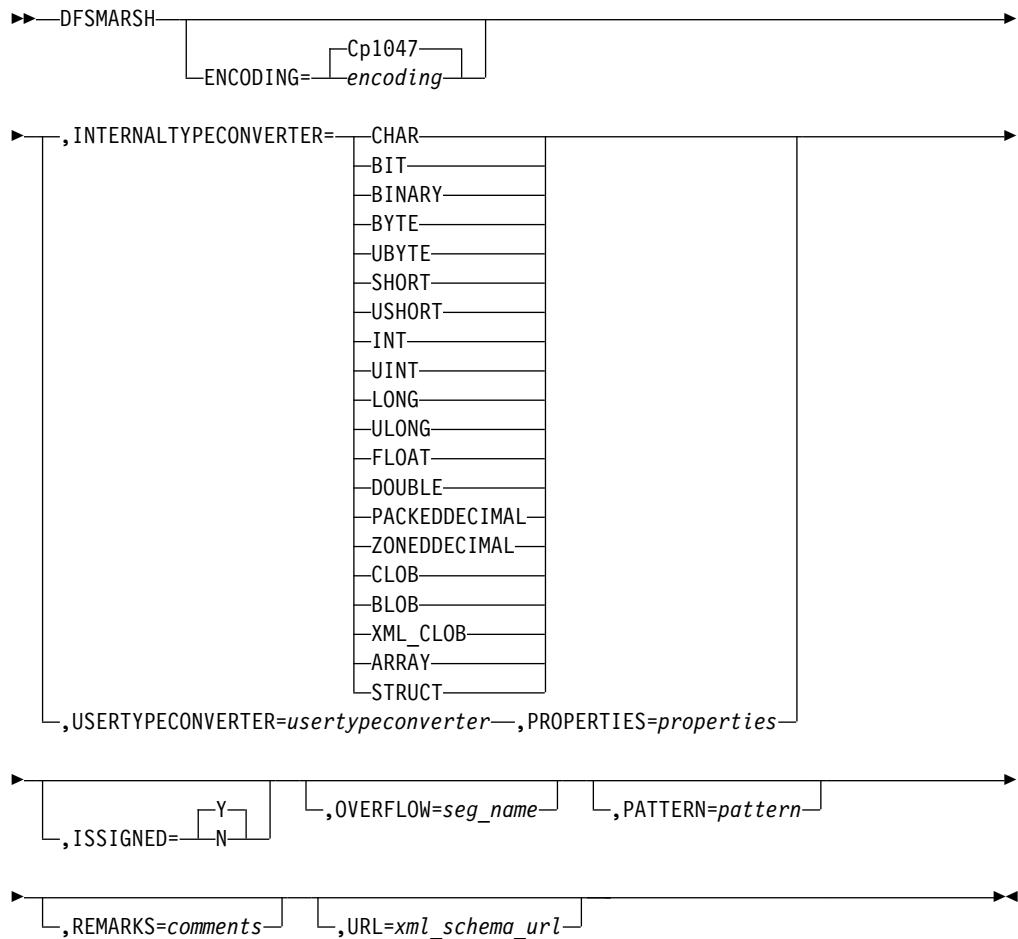 DFSMARSH
Cp1047
ENCODING= encoding
,INTERNALTYPECONVERTER= CHAR
BIT
BINARY
BYTE
UBYTE
SHORT
USHORT
INT
UINT
LONG
ULONG
FLOAT
DOUBLE
PACKEDDECIMAL
ZONEDDECIMAL
CLOB
BLOB
XML_CLOB
ARRAY
STRUCT
,USERTYPECONVERTER=usertypeconverter ,PROPERTIES=properties
Y
,ISSIGNED= N ,OVERFLOW=seg_name ,PATTERN=pattern
,REMARKS=comments ,URL=xml_schema_url